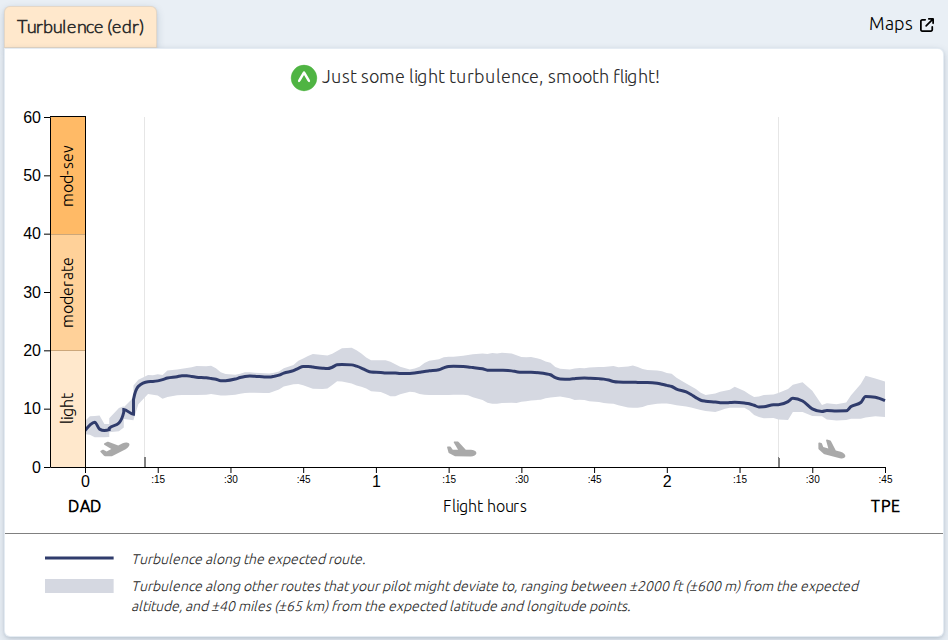 Turbulence (edr)
Maps
Just some light turbulence, smooth flight!
60
50
40
30
20
10
0
mod-sev
moderate
light
0 :15 :30 :45 1 :15 :30 :45 2 :15 :30 :45
DAD Flight hours TPE
Turbulence along the expected route.
Turbulence along other routes that your pilot might deviate to, ranging between ±2000 ft (±600 m) from the expected
altitude, and ±40 miles (±65 km) from the expected latitude and longitude points.